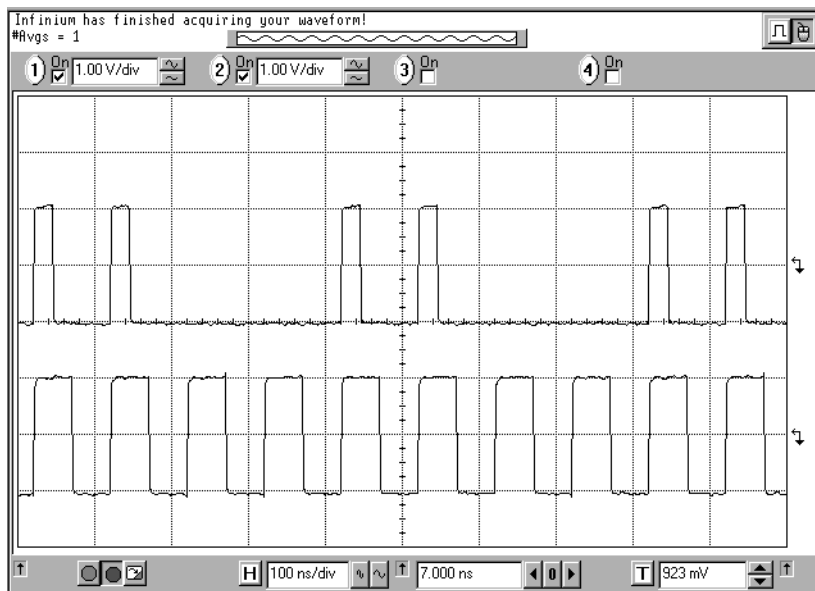 Infinium has finished acquiring your waveform!
#Avgs = 1
1 On 1.00 V/div 2 On 1.00 V/div 3 On 4 On
H 100 ns/div 7.000 ns 0 T 923 mV